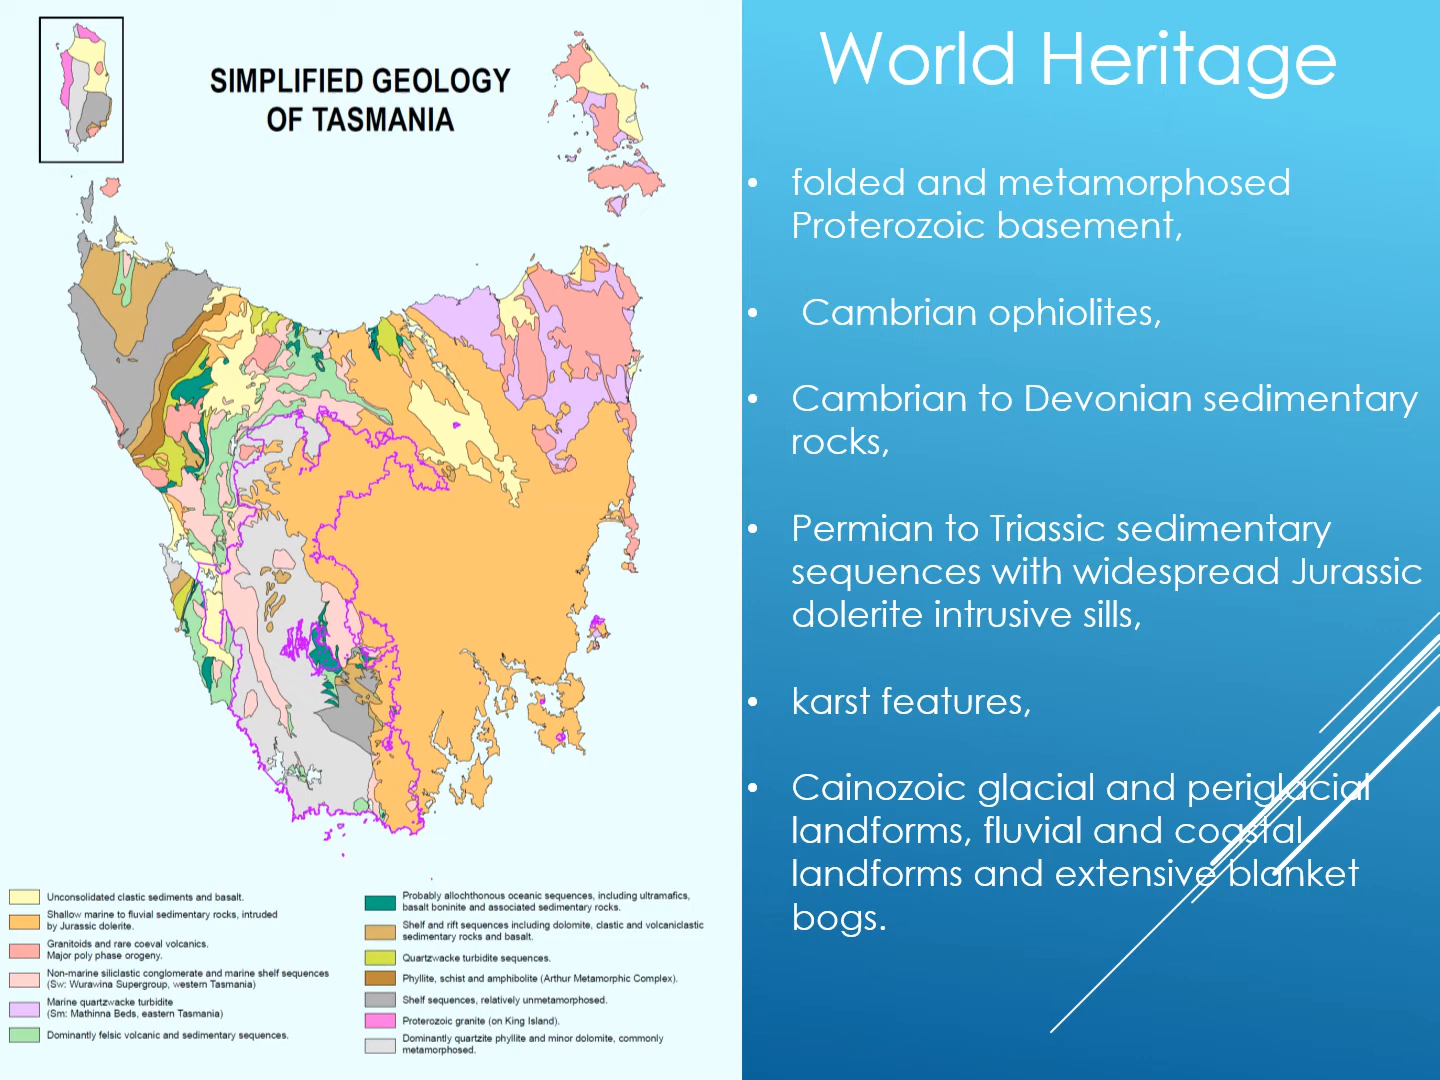 SIMPLIFIED GEOLOGY
OF TASMANIA
Unconsolidated clastic sediments and basalt.
Shallow marine to fluvial sedimentary rocks, intruded
by Jurassic dolerite.
Granitoids and rare coeval volcanics.
Major poly phase orogeny.
Non-marine siliclastic conglomerate and marine shelf sequences
(Sw: Wurawina Supergroup, western Tasmania)
Marine quartzwacke turbidite
(Sm: Mathinna Beds, eastern Tasmania)
Dominantly felsic volcanic and sedimentary sequences.
Probably allochthonous oceanic sequences, including ultramafics,
basalt boninite and associated sedimentary rocks.
Shelf and rift sequences including dolomite, clastic and volcaniclastic
sedimentary rocks and basalt.
Quartzwacke turbidite sequences.
Phyllite, schist and amphibolite (Arthur Metamorphic Complex).
Shelf sequences, relatively unmetamorphosed.
Proterozoic granite (on King Island).
Dominantly quartzite phyllite and minor dolomite, commonly
metamorphosed.
World Heritage
• folded and metamorphosed
Proterozoic basement,
• Cambrian ophiolites,
• Cambrian to Devonian sedimentary
rocks,
• Permian to Triassic sedimentary
sequences with widespread Jurassic
dolerite intrusive sills,
• karst features,
• Cainozoic glacial and periglacial
landforms, fluvial and coastal
landforms and extensive blanket
bogs.